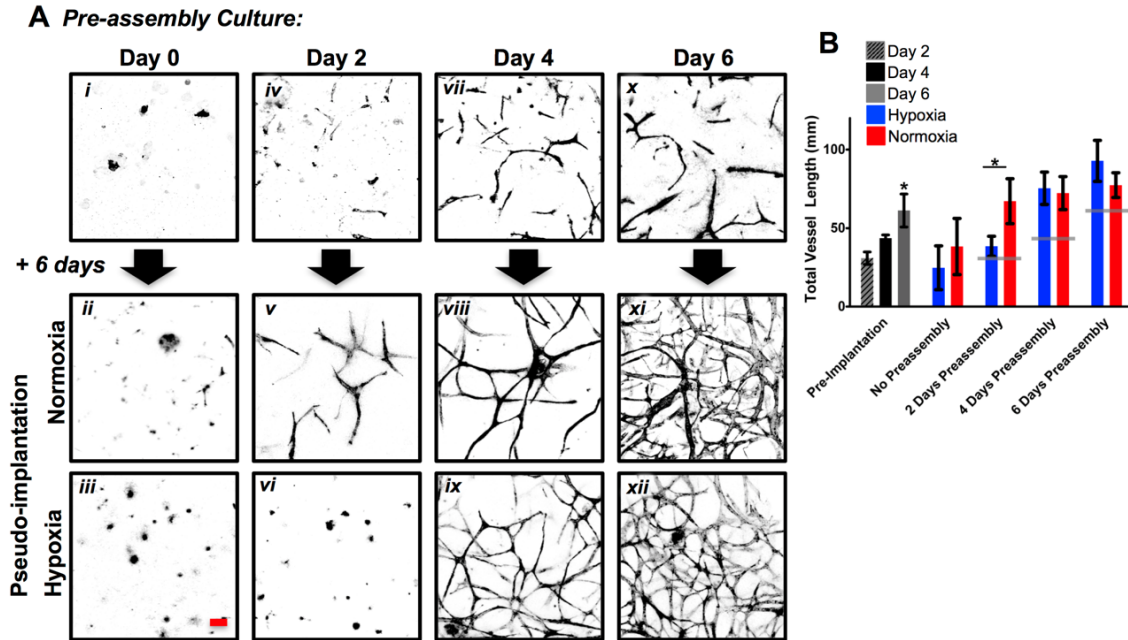 A Pre-assembly Culture:
Day 0 Day 2 Day 4 Day 6
i iv vii x
+ 6 days
Pseudo-implantation
Normoxia
ii v viii xi
Hypoxia
iii vi ix xii
B
Day 2
Day 4
Day 6
Hypoxia
Normoxia
Total Vessel Length (mm)
100
50
0
*
*
Pre-Implantation
No Preassembly
2 Days Preassembly
4 Days Preassembly
6 Days Preassembly